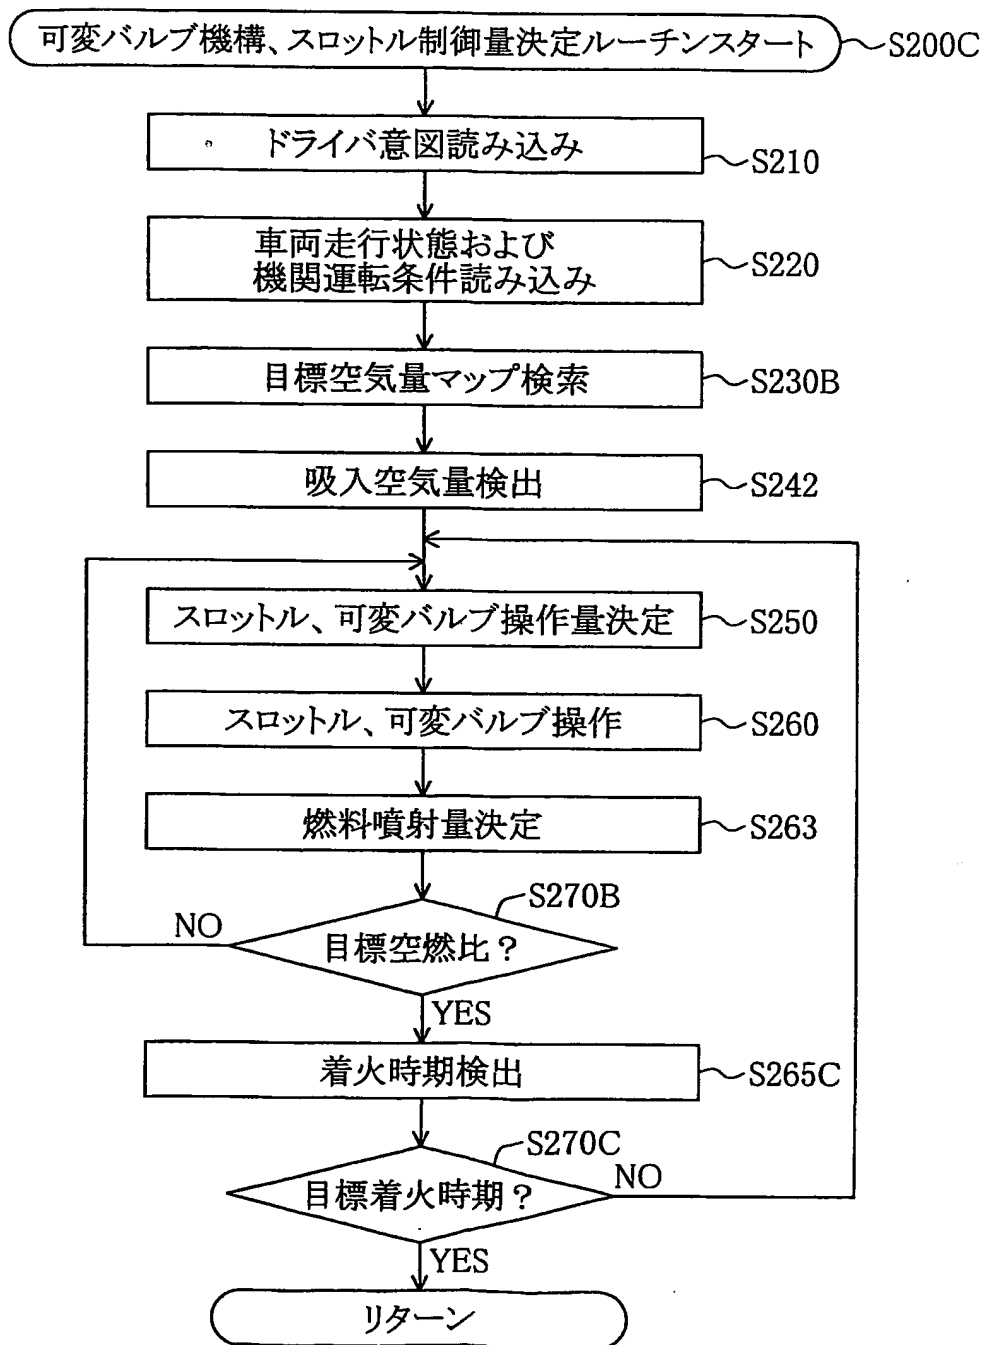 可変バルブ機構、スロットル制御量決定ルーチンスタート S200C
ドライバ意図読み込み S210
車両走行状態および
機関運転条件読み込み S220
目標空気量マップ検索 S230B
吸入空気量検出 S242
スロットル、可変バルブ操作量決定 S250
スロットル、可変バルブ操作 S260
燃料噴射量決定 S263
S270B
NO
目標空燃比?
YES
着火時期検出 S265C
S270C
NO
目標着火時期?
YES
リターン